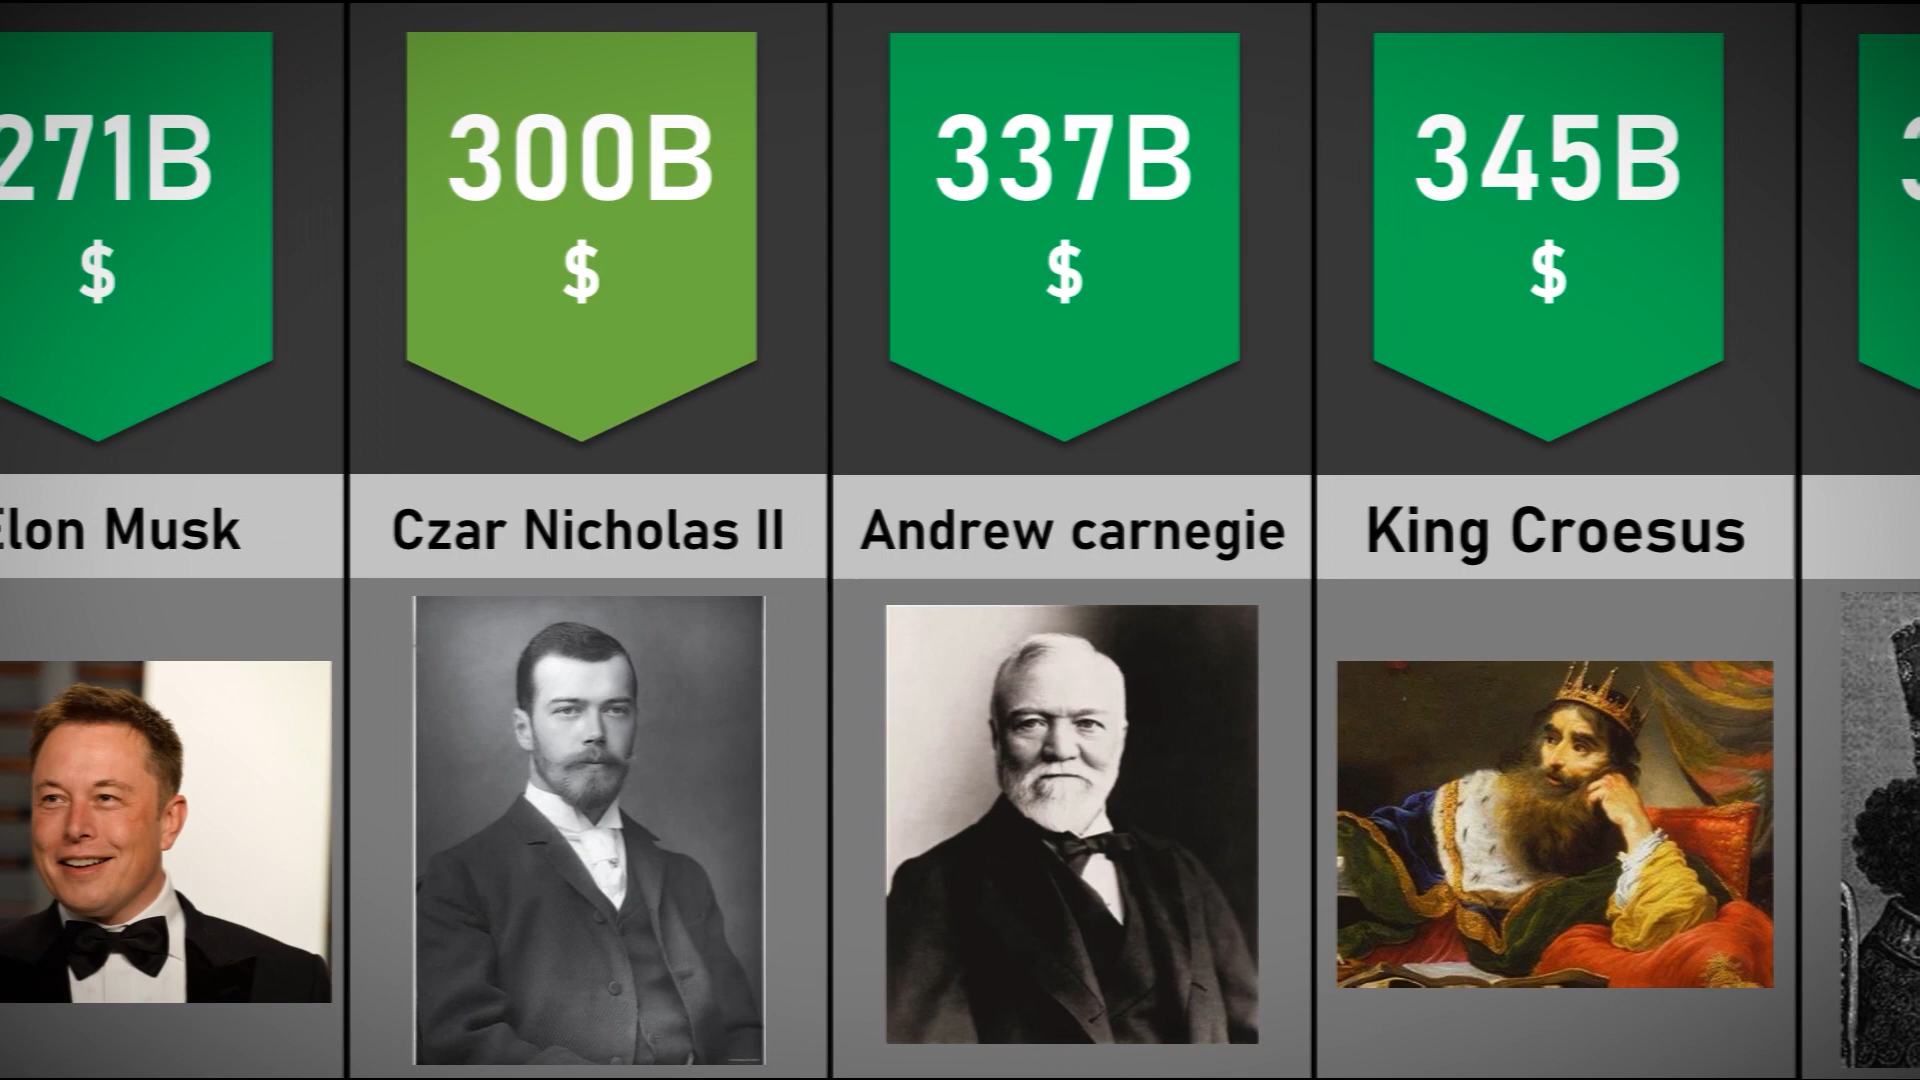 271B
$
Elon Musk
300B
$
Czar Nicholas II
337B
$
Andrew carnegie
345B
$
King Croesus